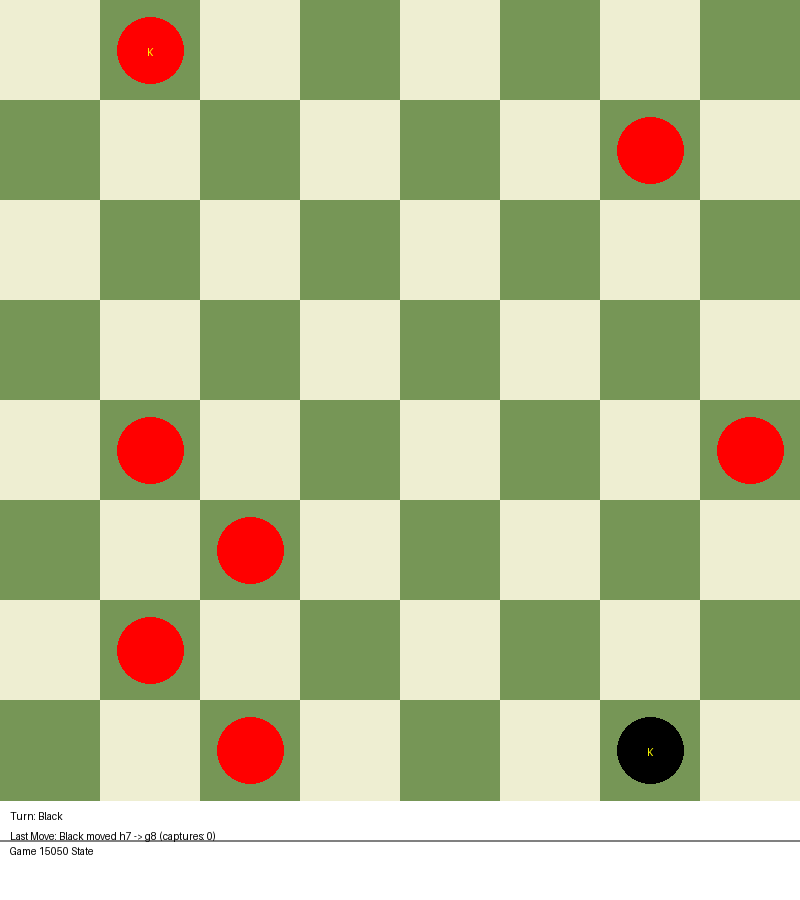 K
K
Turn: Black
Last Move: Black moved h7 -> g8 (captures: 0)
Game 15050 State